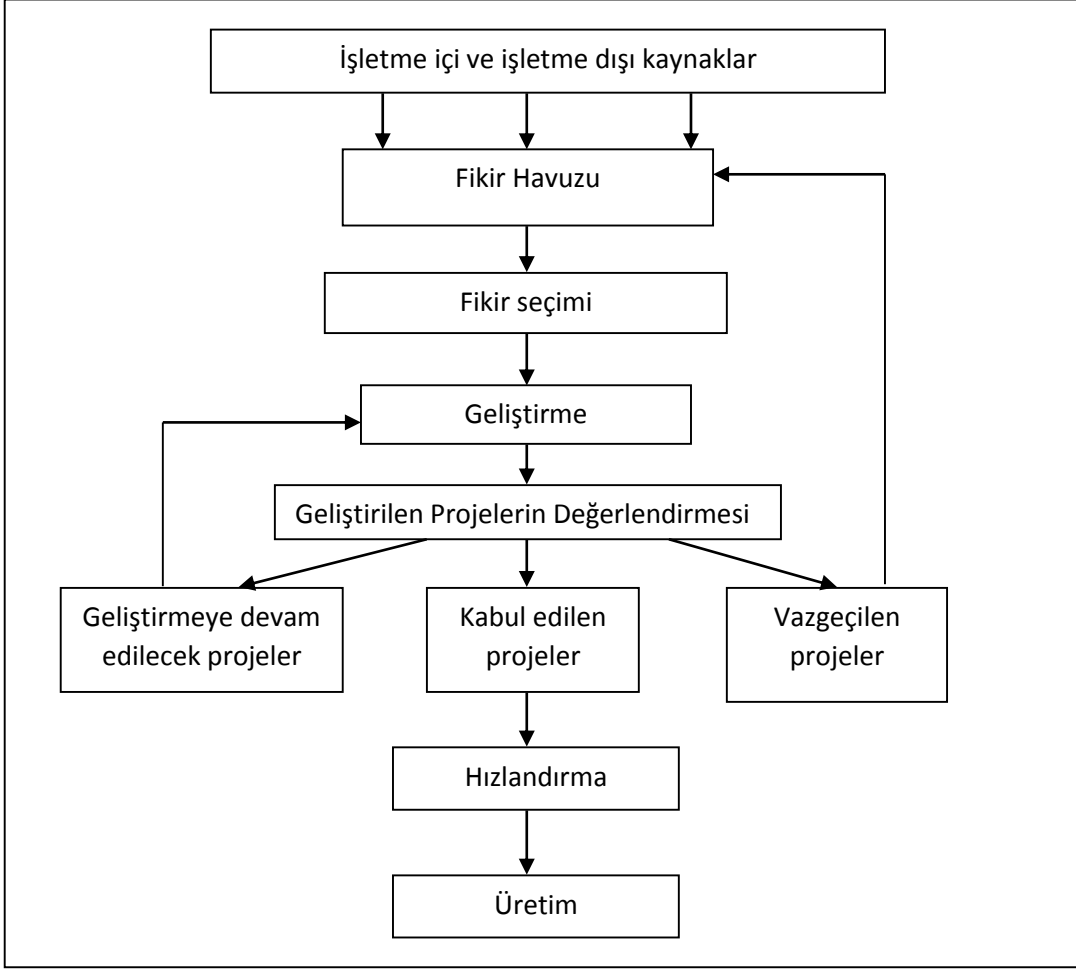 İşletme içi ve işletme dışı kaynaklar
Fikir Havuzu
Fikir seçimi
Geliştirme
Geliştirilen Projelerin Değerlendirmesi
Geliştirmeye devam
edilecek projeler
Kabul edilen
projeler
Vazgeçilen
projeler
Hızlandırma
Üretim